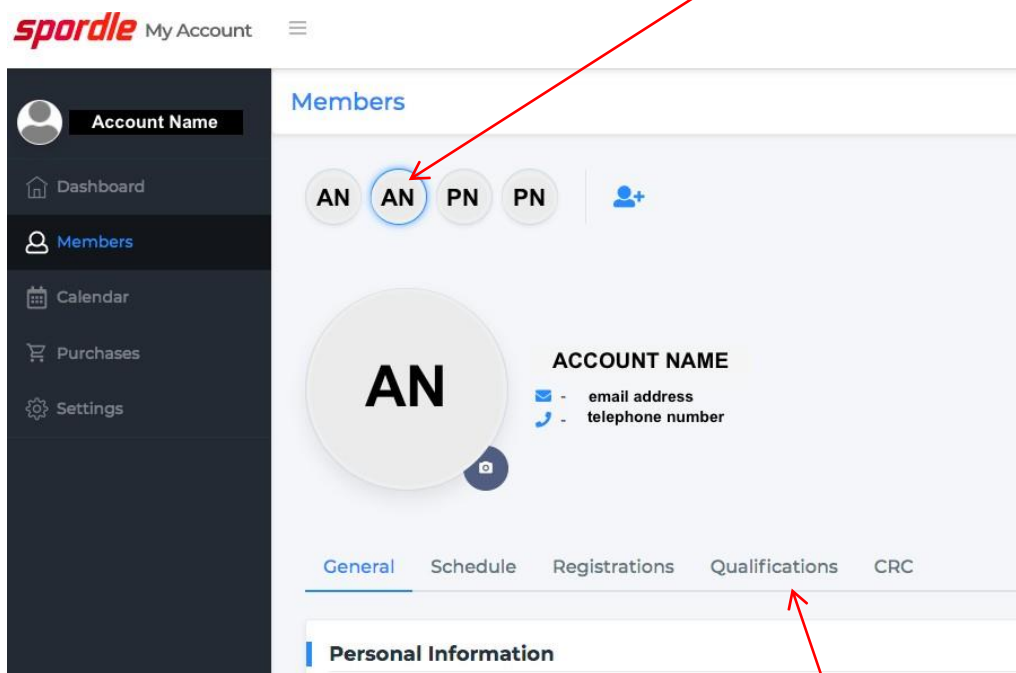 spordle My Account
Account Name
Dashboard
Members
Calendar
Purchases
Settings
Members
AN AN PN PN
AN
ACCOUNT NAME
- email address
- telephone number
General Schedule Registrations Qualifications CRC
Personal Information